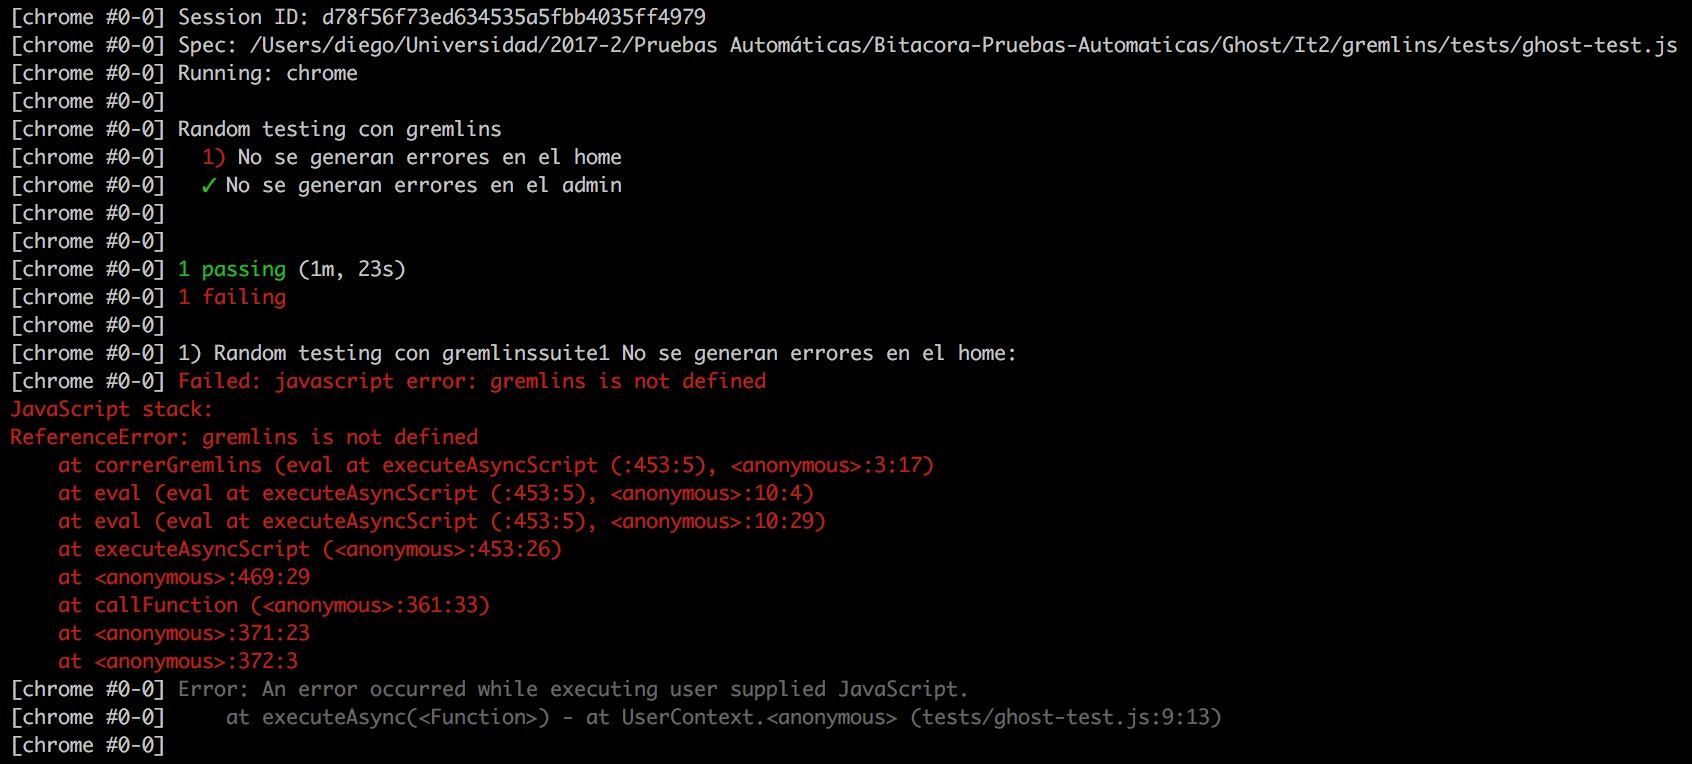 [chrome #0-0] Session ID: d78f56f73ed634535a5fbb4035ff4979
[chrome #0-0] Spec: /Users/diego/Universidad/2017-2/Pruebas Automáticas/Bitacora-Pruebas-Automaticas/Ghost/It2/gremlins/tests/ghost-test.js
[chrome #0-0] Running: chrome
[chrome #0-0]
[chrome #0-0] Random testing con gremlins
[chrome #0-0]   1) No se generan errores en el home
[chrome #0-0]   ✓ No se generan errores en el admin
[chrome #0-0]
[chrome #0-0]
[chrome #0-0] 1 passing (1m, 23s)
[chrome #0-0] 1 failing
[chrome #0-0]
[chrome #0-0] 1) Random testing con gremlinssuite1 No se generan errores en el home:
[chrome #0-0] Failed: javascript error: gremlins is not defined
JavaScript stack:
ReferenceError: gremlins is not defined
    at correrGremlins (eval at executeAsyncScript (:453:5), <anonymous>:3:17)
    at eval (eval at executeAsyncScript (:453:5), <anonymous>:10:4)
    at eval (eval at executeAsyncScript (:453:5), <anonymous>:10:29)
    at executeAsyncScript (<anonymous>:453:26)
    at <anonymous>:469:29
    at callFunction (<anonymous>:361:33)
    at <anonymous>:371:23
    at <anonymous>:372:3
[chrome #0-0] Error: An error occurred while executing user supplied JavaScript.
[chrome #0-0]     at executeAsync(<Function>) - at UserContext.<anonymous> (tests/ghost-test.js:9:13)
[chrome #0-0]